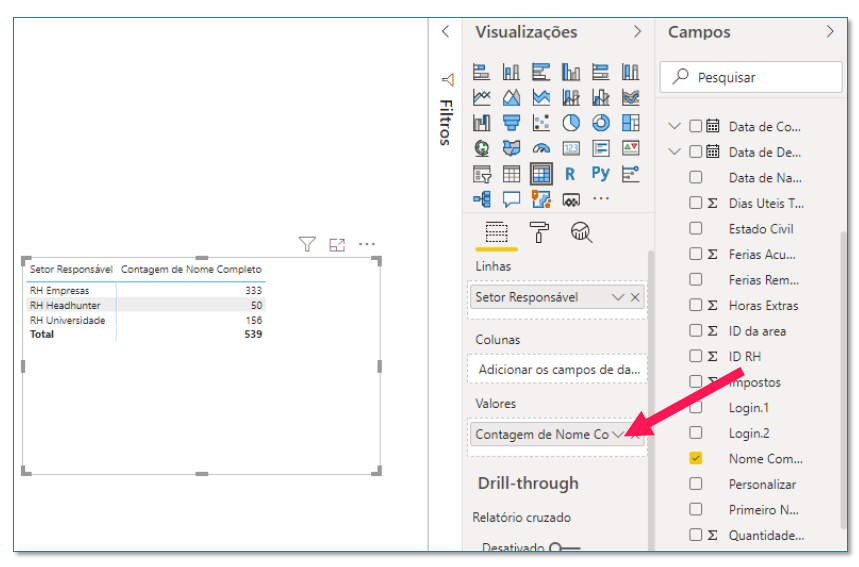 Setor Responsável Contagem de Nome Completo
RH Empresas 333
RH Headhunter 50
RH Universidade 156
Total 539
Filtros
Visualizações
123
R Py
Linhas
Setor Responsável
Colunas
Adicionar os campos de da...
Valores
Contagem de Nome Co
Drill-through
Relatório cruzado
Desativado
Campos
Pesquisar
Data de Co...
Data de De...
Data de Na...
Σ Dias Uteis T...
Estado Civil
Σ Ferias Acu...
Ferias Rem...
Σ Horas Extras
Σ ID da area
Σ ID RH
Σ Impostos
Login.1
Login.2
Nome Com...
Personalizar
Primeiro N...
Σ Quantidade...